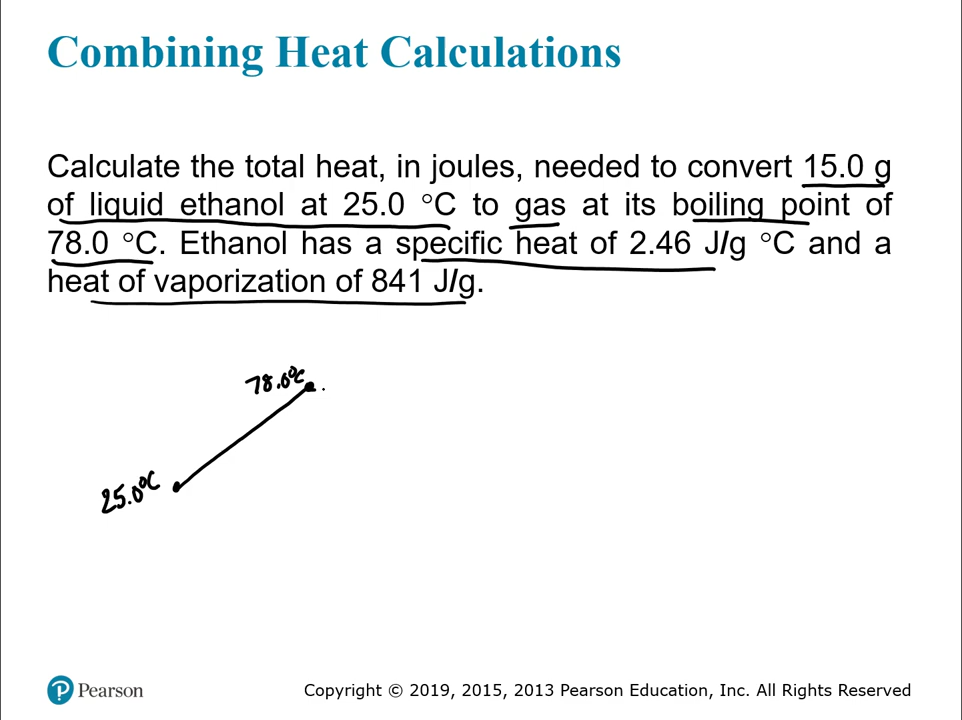 Combining Heat Calculations
Calculate the total heat, in joules, needed to convert 15.0 g
of liquid ethanol at 25.0 °C to gas at its boiling point of
78.0 °C. Ethanol has a specific heat of 2.46 J/g °C and a
heat of vaporization of 841 J/g.
78.0°C
25.0°C
Pearson
Copyright © 2019, 2015, 2013 Pearson Education, Inc. All Rights Reserved